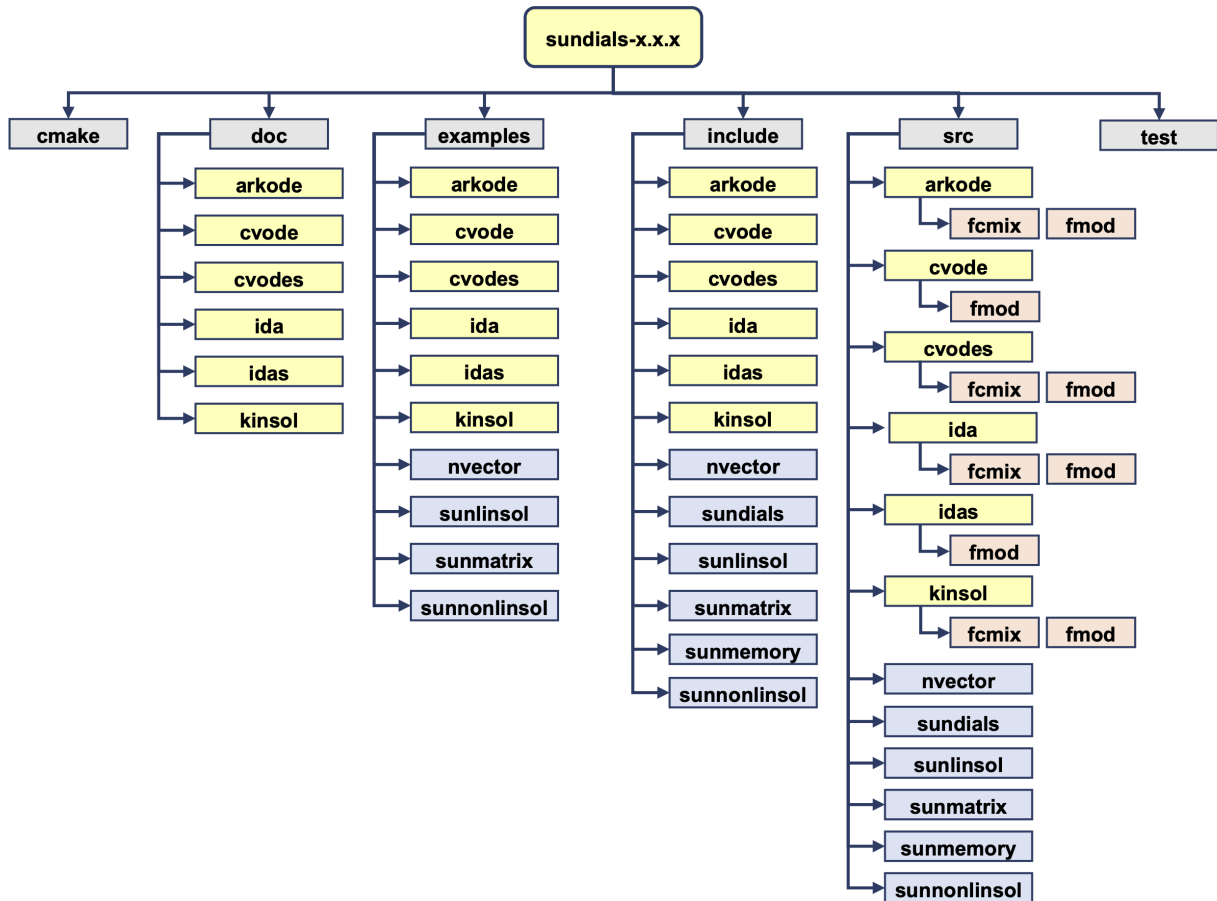 sundials-x.x.x
cmake
doc
arkode
cvode
cvodes
ida
idas
kinsol
examples
arkode
cvode
cvodes
ida
idas
kinsol
nvector
sunlinsol
sunmatrix
sunnonlinsol
include
arkode
cvode
cvodes
ida
idas
kinsol
nvector
sundials
sunlinsol
sunmatrix
sunmemory
sunnonlinsol
src
arkode
fcmix fmod
cvode
fmod
cvodes
fcmix fmod
ida
fcmix fmod
idas
fmod
kinsol
fcmix fmod
nvector
sundials
sunlinsol
sunmatrix
sunmemory
sunnonlinsol
test